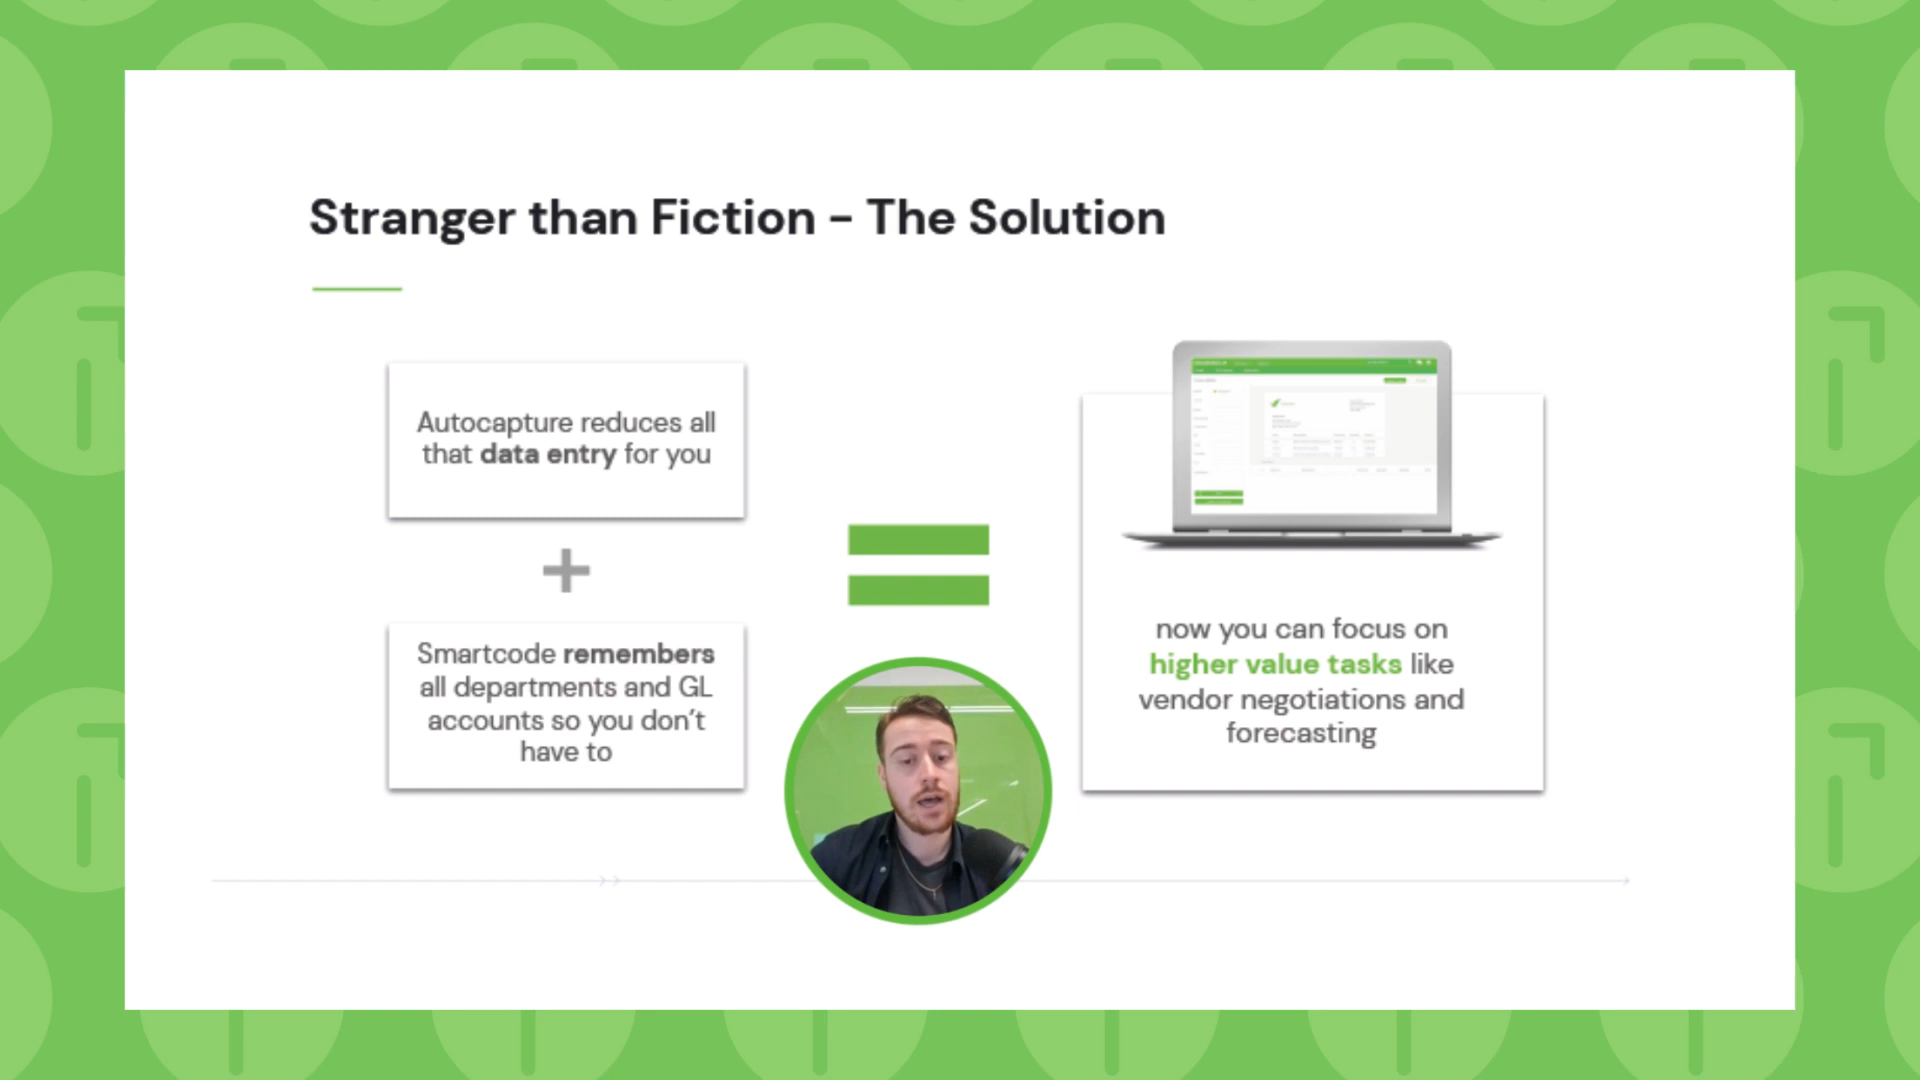 Stranger than Fiction – The Solution
Autocapture reduces all
that data entry for you
+
Smartcode remembers
all departments and GL
accounts so you don't
have to
now you can focus on
higher value tasks like
vendor negotiations and
forecasting